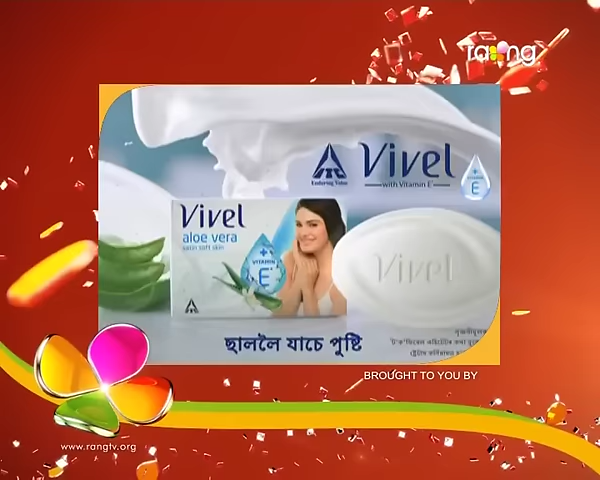 rang
ITC
Enduring Value
Vivel
with Vitamin E
VITAMIN
E
Vivel
aloe vera
satin soft skin
+ VITAMIN
E
Vivel
ছাললৈ যাচে পুষ্টি
BROUGHT TO YOU BY
www.rangtv.org